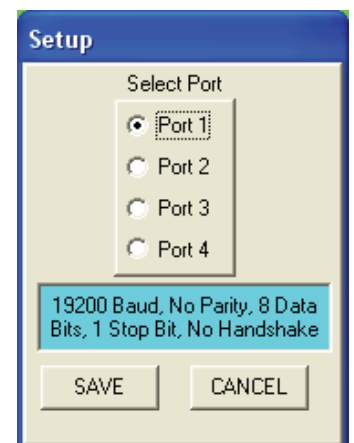 Setup
Select Port
Port 1
Port 2
Port 3
Port 4
19200 Baud, No Parity, 8 Data
Bits, 1 Stop Bit, No Handshake
SAVE
CANCEL